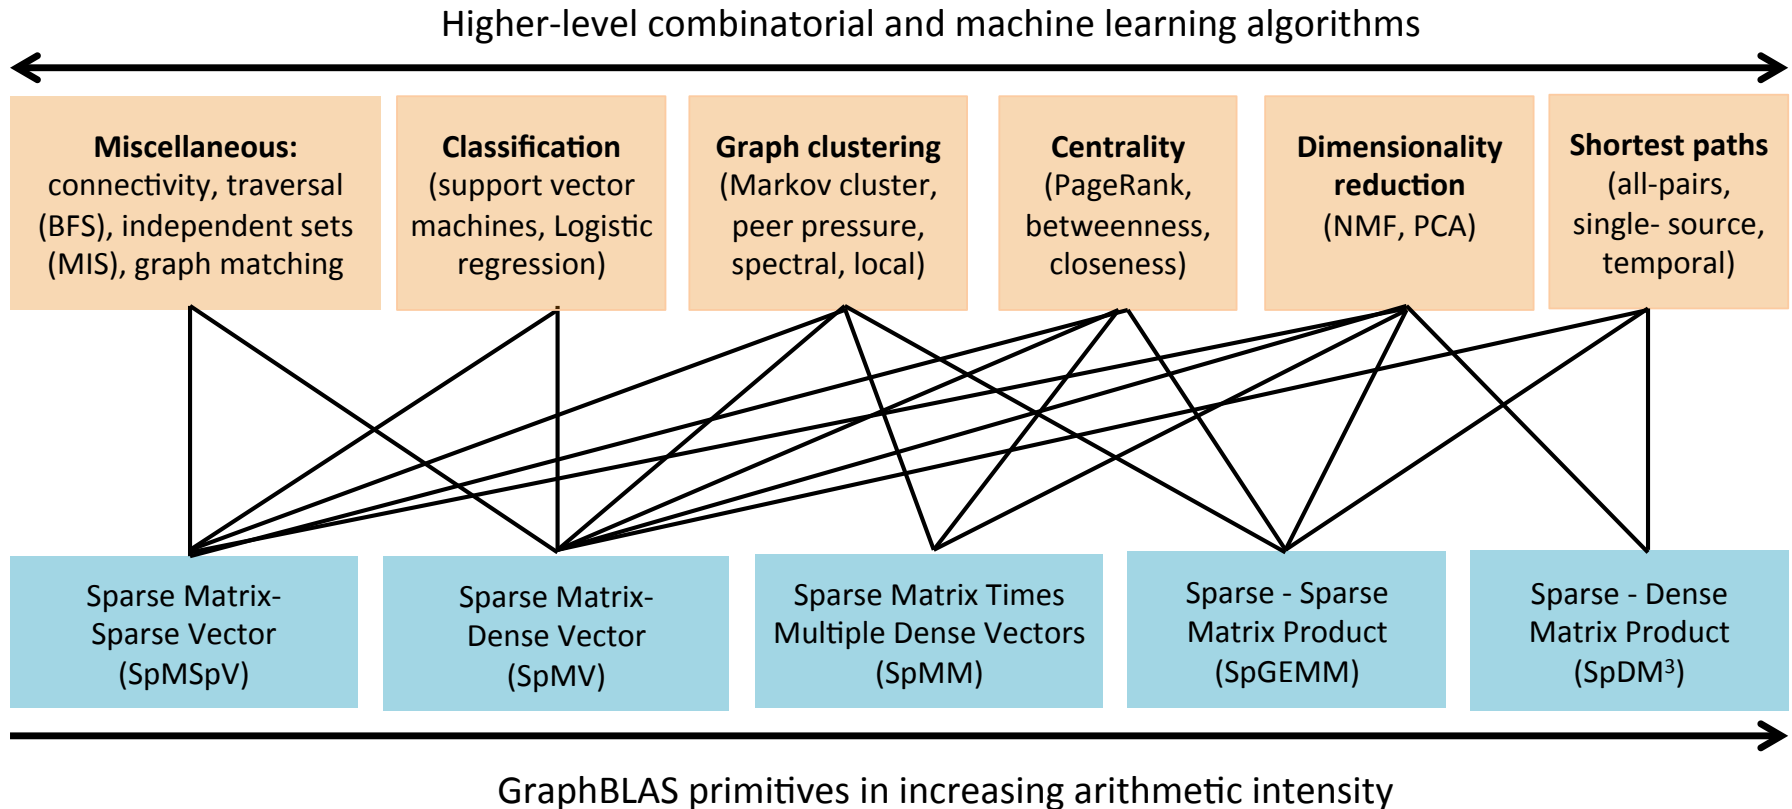 Higher-level combinatorial and machine learning algorithms
Miscellaneous:
connectivity, traversal
(BFS), independent sets
(MIS), graph matching
Classification
(support vector
machines, Logistic
regression)
Graph clustering
(Markov cluster,
peer pressure,
spectral, local)
Centrality
(PageRank,
betweenness,
closeness)
Dimensionality
reduction
(NMF, PCA)
Shortest paths
(all-pairs,
single- source,
temporal)
Sparse Matrix-
Sparse Vector
(SpMSpV)
Sparse Matrix-
Dense Vector
(SpMV)
Sparse Matrix Times
Multiple Dense Vectors
(SpMM)
Sparse - Sparse
Matrix Product
(SpGEMM)
Sparse - Dense
Matrix Product
(SpDM³)
GraphBLAS primitives in increasing arithmetic intensity